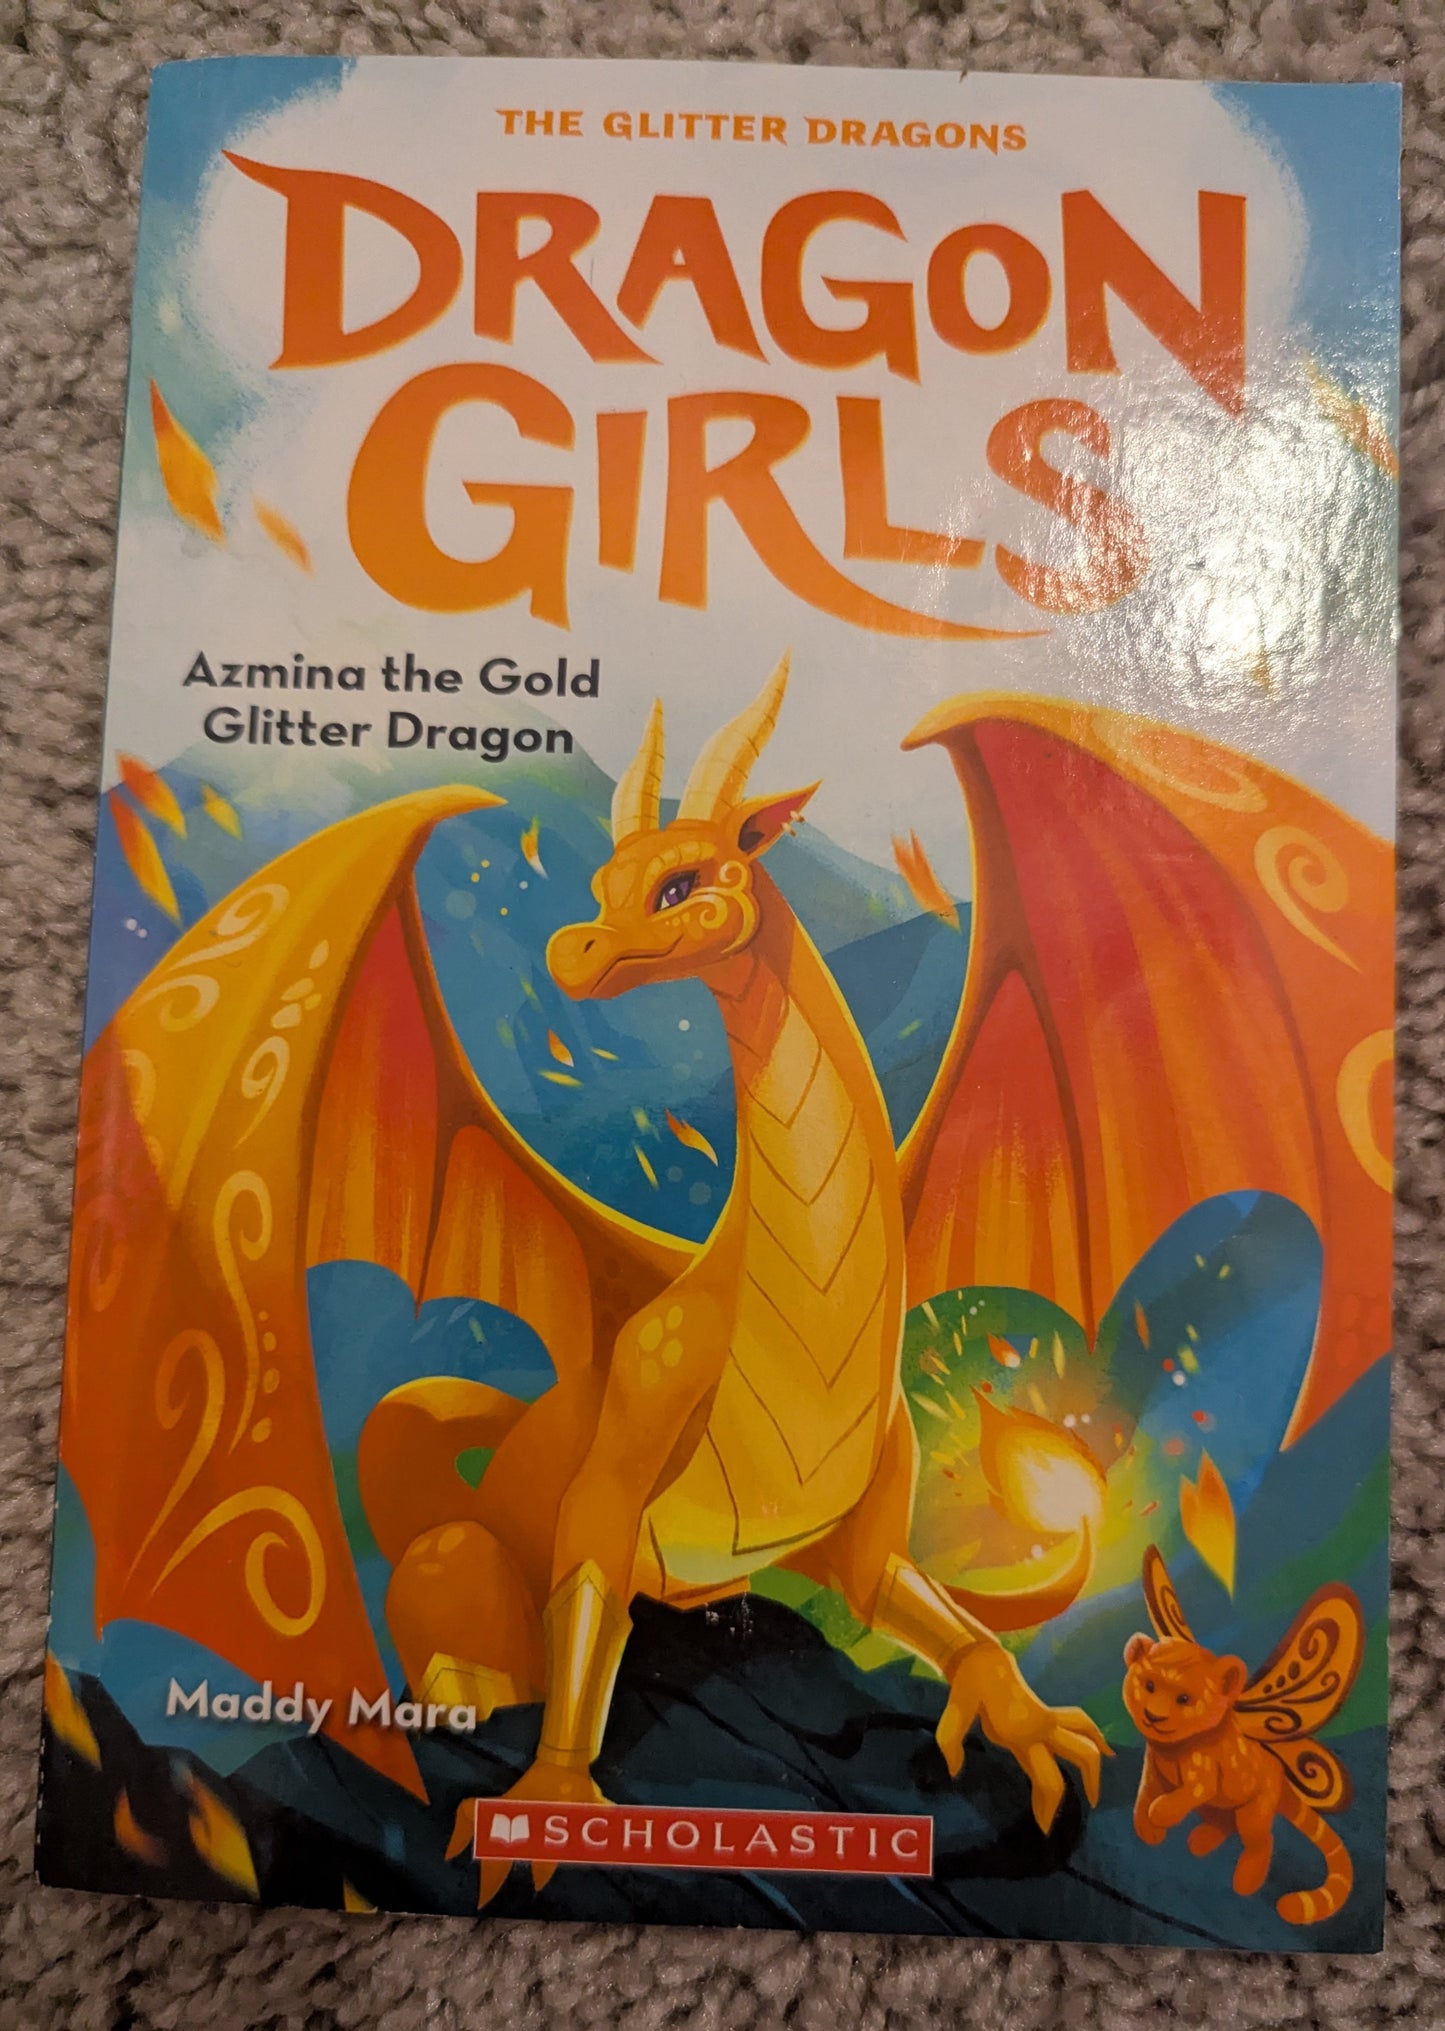 THE GLITTER DRAGONS
DRAGON
GIRLS
Azmina the Gold
Glitter Dragon
Maddy Mara
SCHOLASTIC